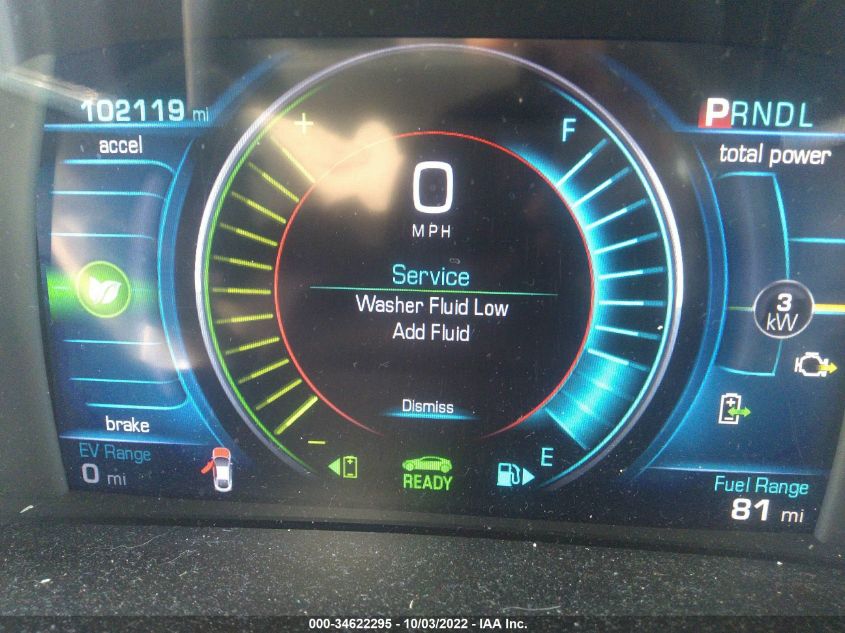 102119 mi
PRNDL
accel
total power
+
F
0
MPH
Service
Washer Fluid Low
Add Fluid
3
kW
Dismiss
brake
EV Range
0 mi
−
READY
E
Fuel Range
81 mi
000-34622295 - 10/03/2022 - IAA Inc.